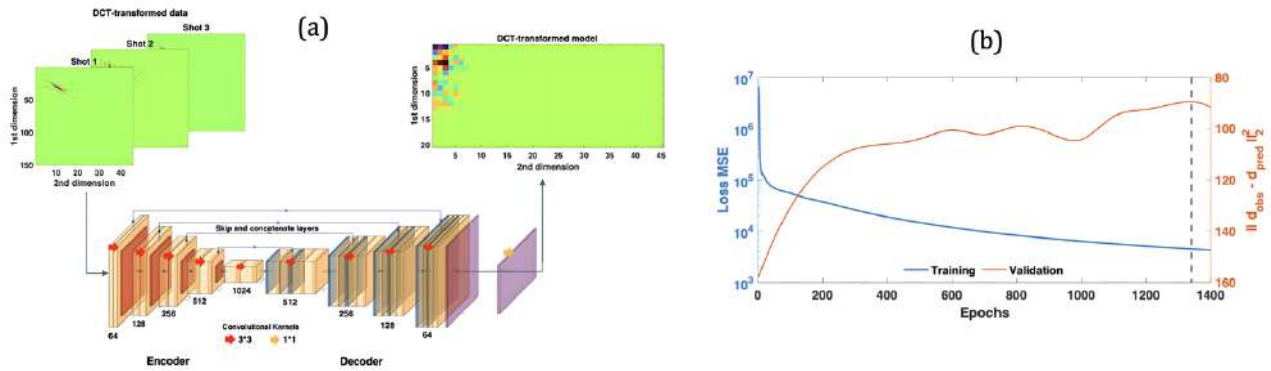 (a)
DCT-transformed data
Shot 3
Shot 2
Shot 1
50
100
150
1st dimension
10 20 30 40
2nd dimension
DCT-transformed model
5
10
15
20
1st dimension
5 10 15 20 25 30 35 40 45
2nd dimension
Skip and concatenate layers
64
128
256
512
1024
512
256
128
64
Convolutional Kernels
3*3 1*1
Encoder Decoder
(b)
10^7
10^6
10^5
10^4
10^3
Loss MSE
80
100
120
140
160
|| d_obs - d_pred ||_2^2
Training Validation
0 200 400 600 800 1000 1200 1400
Epochs